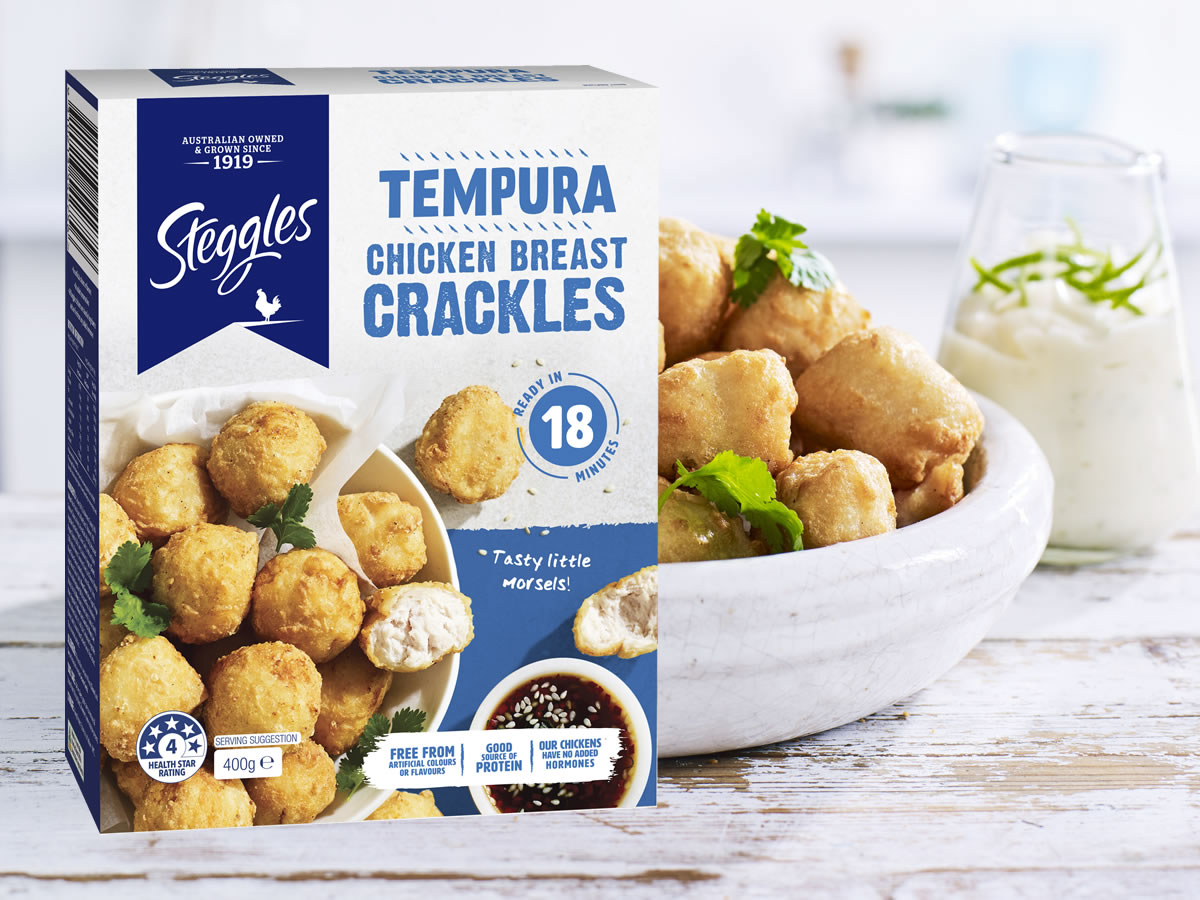 Steggles
TEMPURA
CRACKLES
AUSTRALIAN OWNED
& GROWN SINCE
1919
Steggles
TEMPURA
CHICKEN BREAST
CRACKLES
READY IN
18
MINUTES
Tasty little
morsels!
4
HEALTH STAR
RATING
SERVING SUGGESTION
400g e
FREE FROM
ARTIFICIAL COLOURS
OR FLAVOURS
GOOD
SOURCE OF
PROTEIN
OUR CHICKENS
HAVE NO ADDED
HORMONES